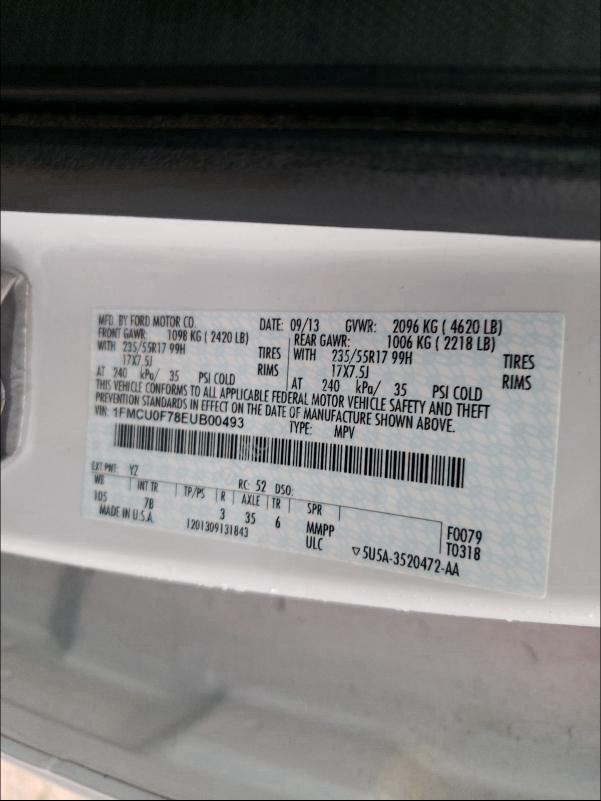 MFD. BY FORD MOTOR CO. DATE: 09/13 GVWR: 2096 KG ( 4620 LB)
FRONT GAWR: 1098 KG ( 2420 LB) REAR GAWR: 1006 KG ( 2218 LB)
WITH 235/55R17 99H TIRES WITH 235/55R17 99H TIRES
17X7.5J RIMS 17X7.5J RIMS
AT 240 kPa/ 35 PSI COLD AT 240 kPa/ 35 PSI COLD
THIS VEHICLE CONFORMS TO ALL APPLICABLE FEDERAL MOTOR VEHICLE SAFETY AND THEFT
PREVENTION STANDARDS IN EFFECT ON THE DATE OF MANUFACTURE SHOWN ABOVE.
VIN: 1FMCU0F78EUB00493 TYPE: MPV
EXT PNT: YZ RC: 52 DSO:
WB INT TR TP/PS R AXLE TR SPR
105 7B 3 35 6 MMPP F0079
MADE IN U.S.A. 1201309131843 ULC T0318
▽5U5A-3520472-AA